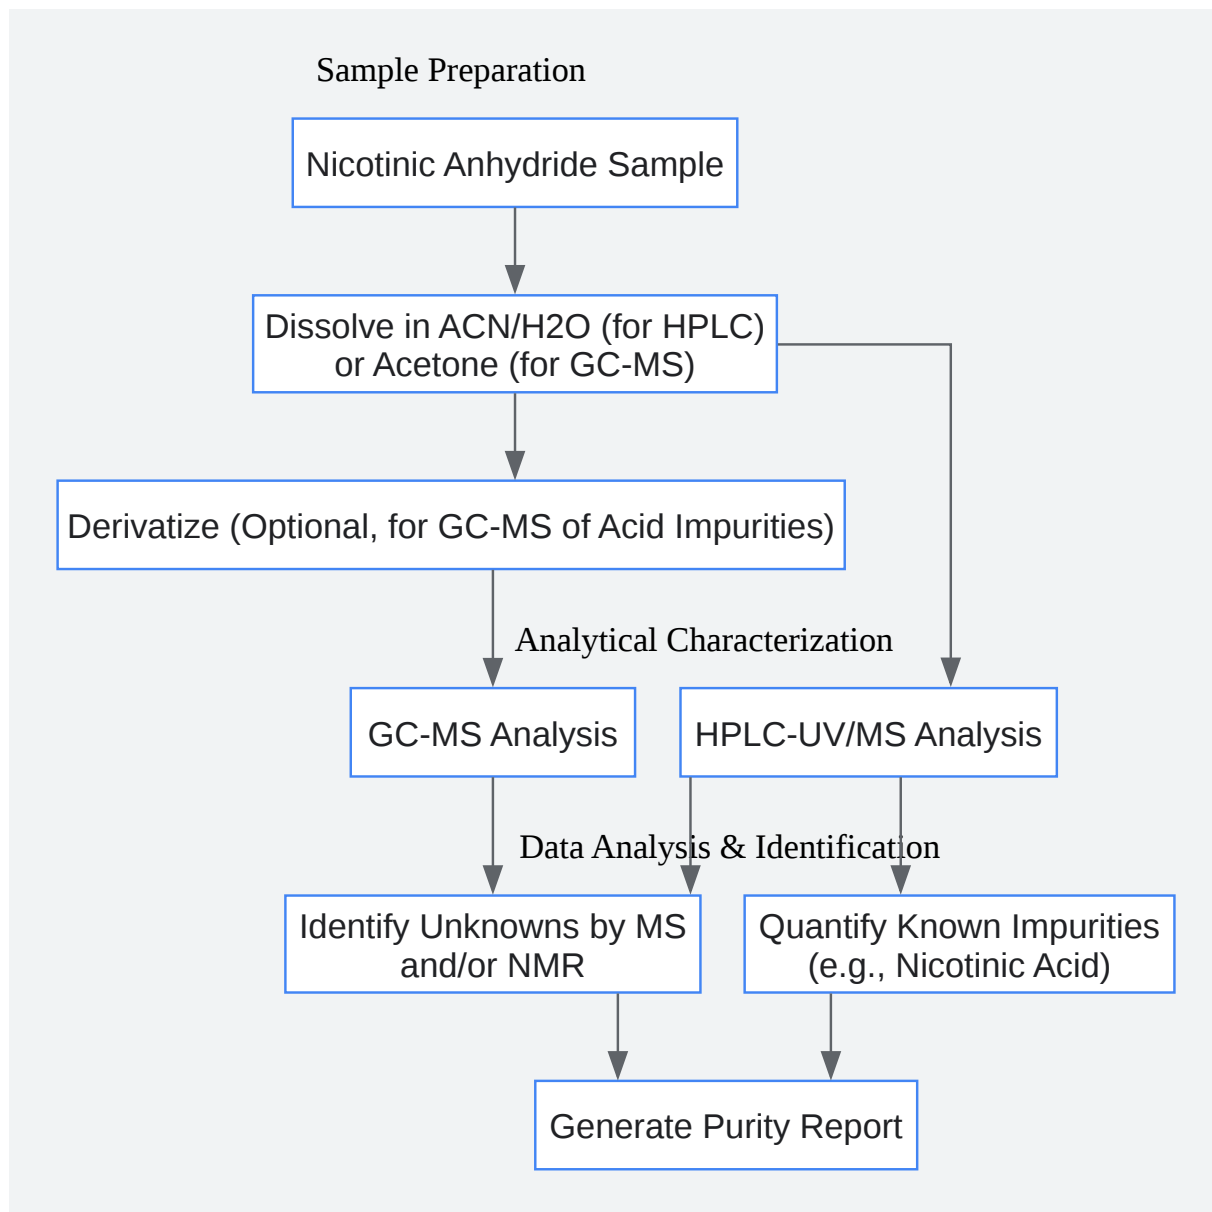 Sample Preparation
Nicotinic Anhydride Sample
Dissolve in ACN/H2O (for HPLC)
or Acetone (for GC-MS)
Derivatize (Optional, for GC-MS of Acid Impurities)
Analytical Characterization
GC-MS Analysis
HPLC-UV/MS Analysis
Data Analysis & Identification
Identify Unknowns by MS
and/or NMR
Quantify Known Impurities
(e.g., Nicotinic Acid)
Generate Purity Report